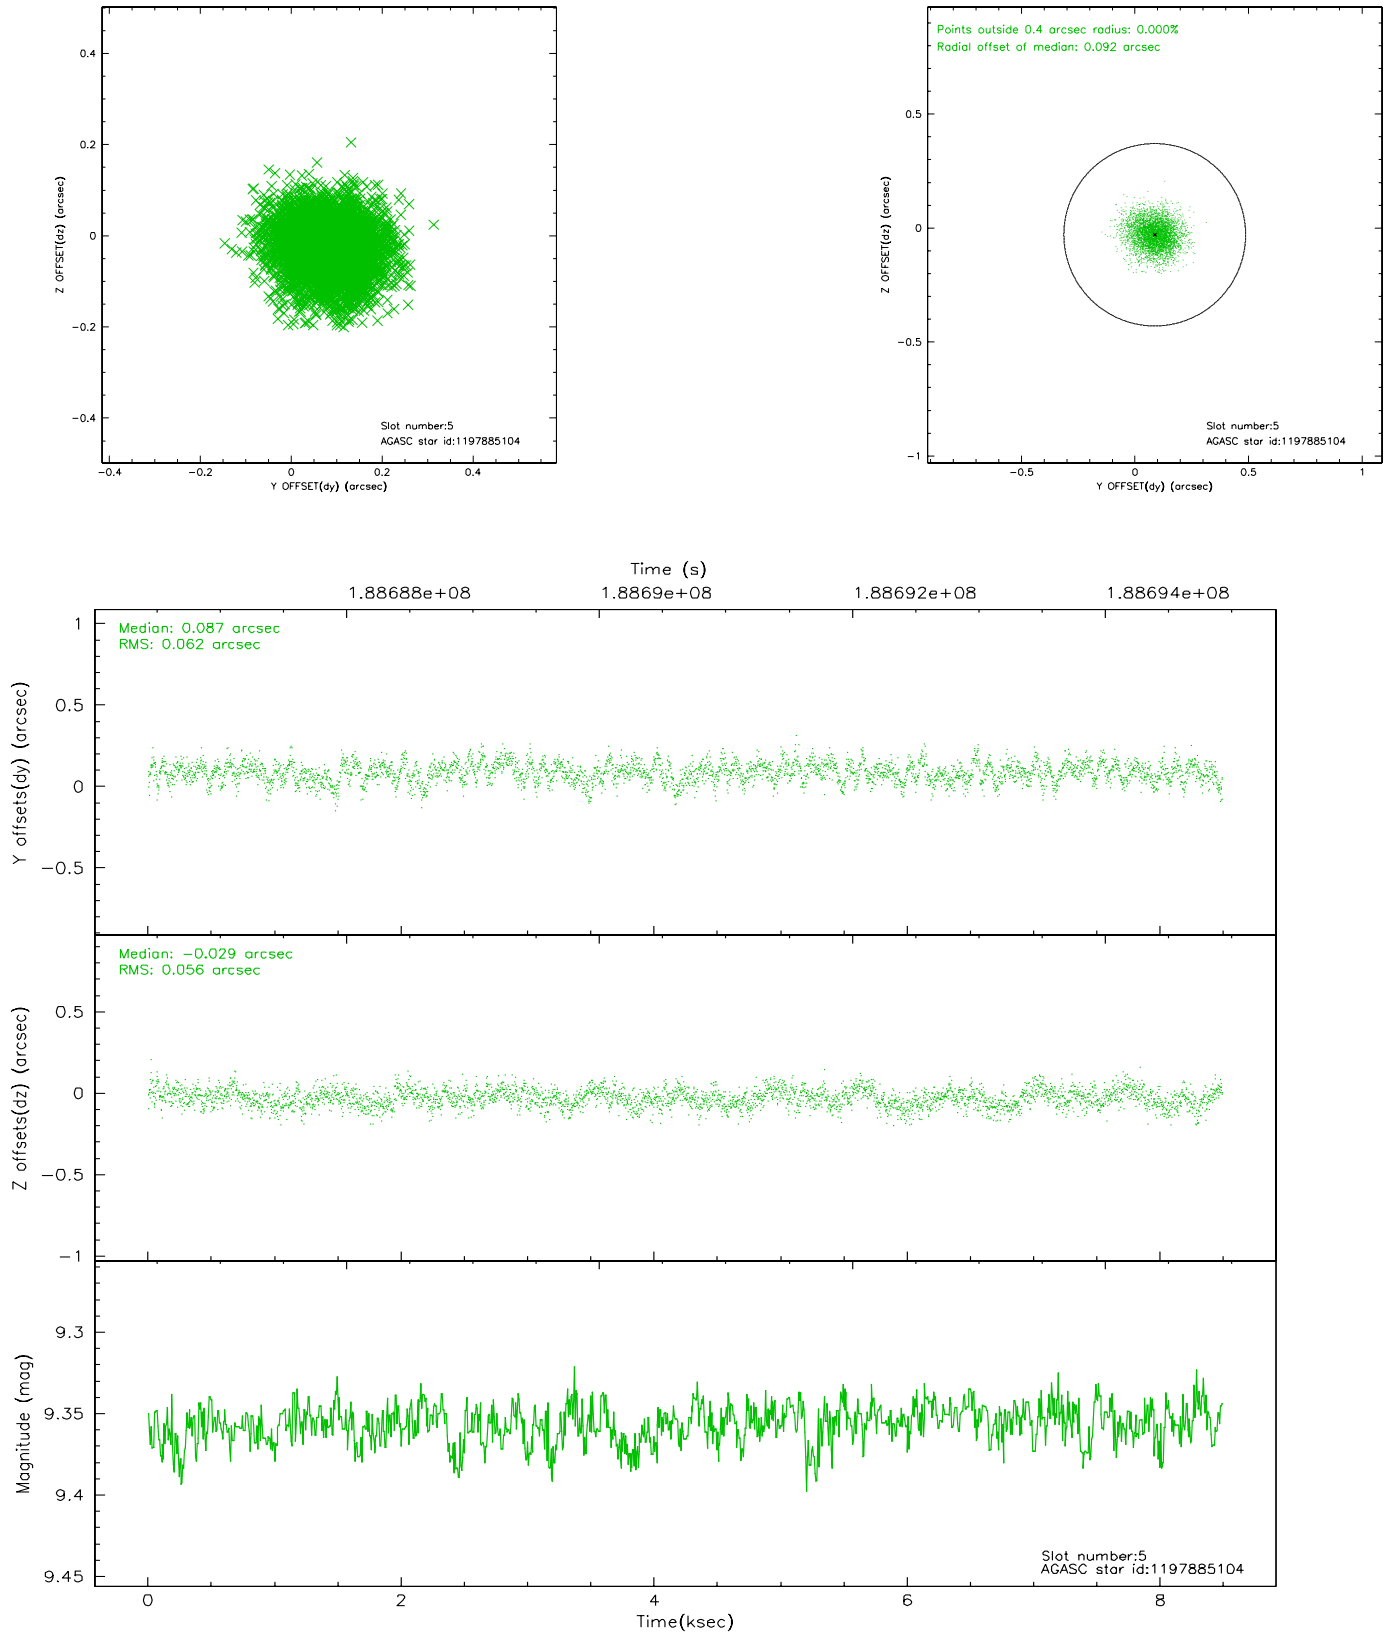 0.4
0.2
0
−0.2
−0.4
Z OFFSET(dz) (arcsec)
Slot number:5
AGASC star id:1197885104
−0.4 −0.2 0 0.2 0.4
Y OFFSET(dy) (arcsec)
Points outside 0.4 arcsec radius: 0.000%
Radial offset of median: 0.092 arcsec
0.5
0
−0.5
−1
Z OFFSET(dz) (arcsec)
Slot number:5
AGASC star id:1197885104
−0.5 0 0.5 1
Y OFFSET(dy) (arcsec)
Time (s)
1.88688e+08 1.8869e+08 1.88692e+08 1.88694e+08
Median: 0.087 arcsec
RMS: 0.062 arcsec
1
0.5
0
−0.5
Y offsets(dy) (arcsec)
Median: −0.029 arcsec
RMS: 0.056 arcsec
0.5
0
−0.5
−1
Z offsets(dz) (arcsec)
9.3
9.35
9.4
9.45
Magnitude (mag)
Slot number:5
AGASC star id:1197885104
0 2 4 6 8
Time(ksec)